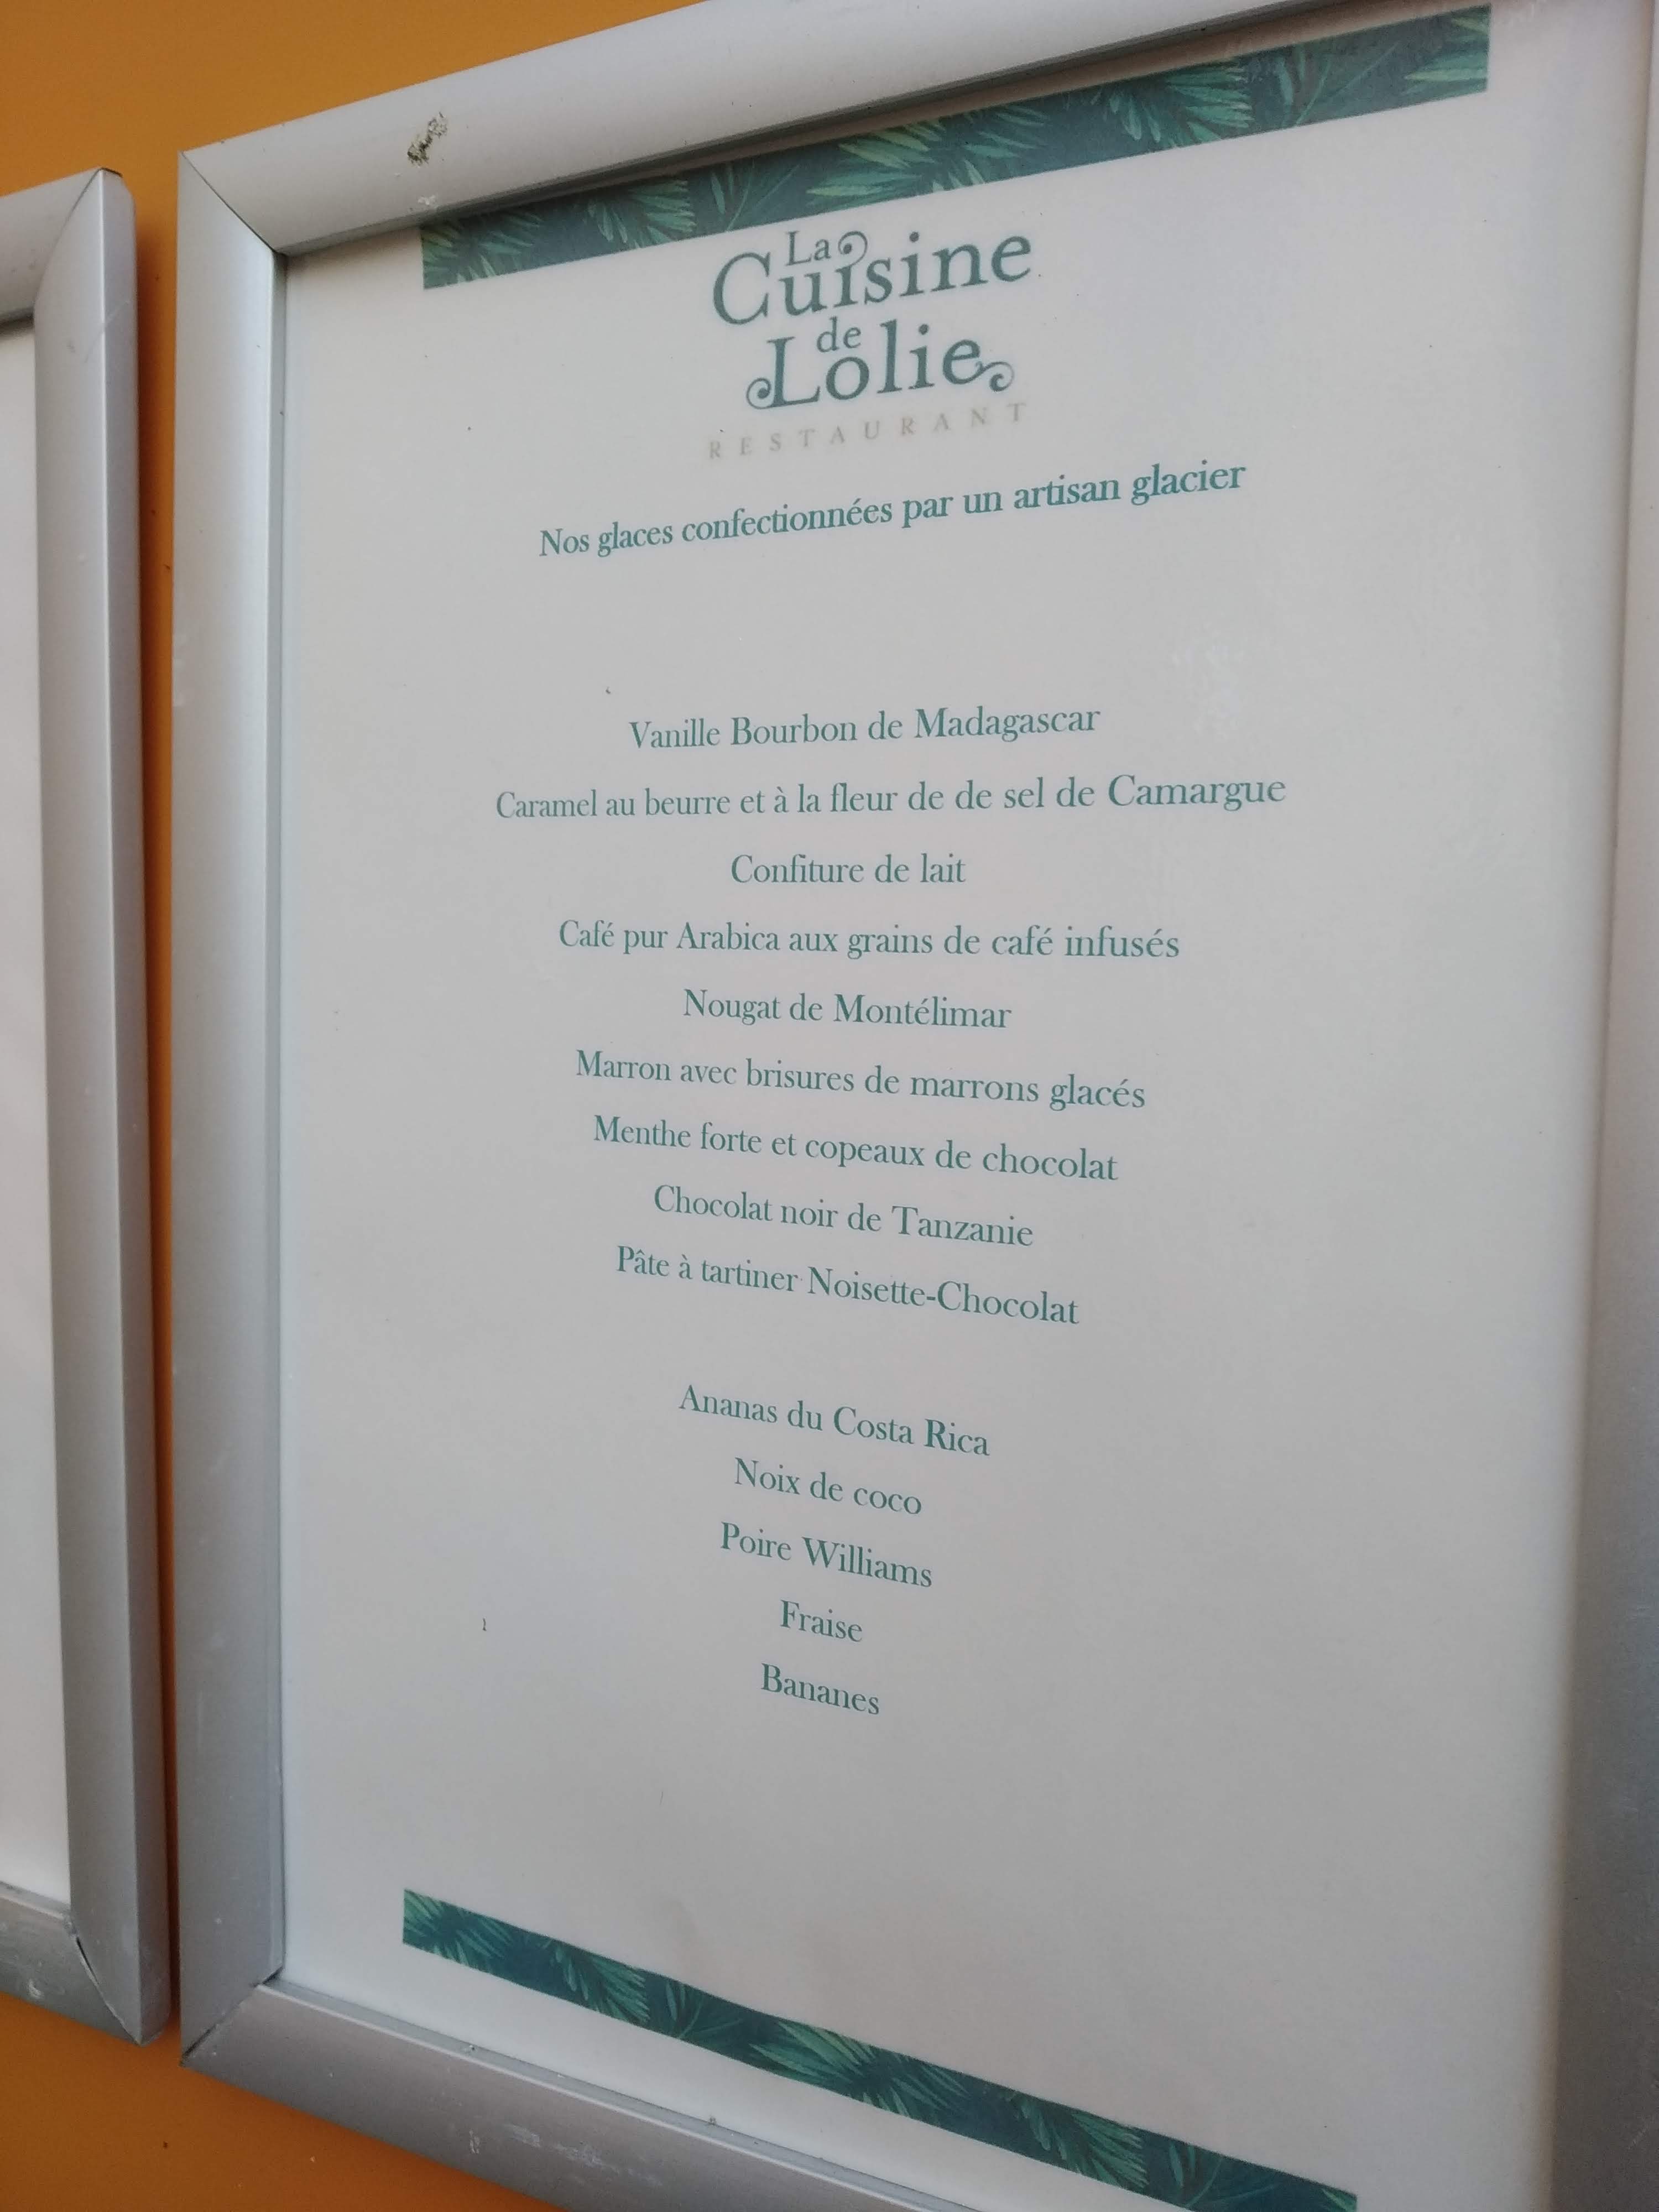 La
Cuisine
de
Lolie
RESTAURANT
Nos glaces confectionnées par un artisan glacier
Vanille Bourbon de Madagascar
Caramel au beurre et à la fleur de de sel de Camargue
Confiture de lait
Café pur Arabica aux grains de café infusés
Nougat de Montélimar
Marron avec brisures de marrons glacés
Menthe forte et copeaux de chocolat
Chocolat noir de Tanzanie
Pâte à tartiner Noisette-Chocolat
Ananas du Costa Rica
Noix de coco
Poire Williams
Fraise
Bananes